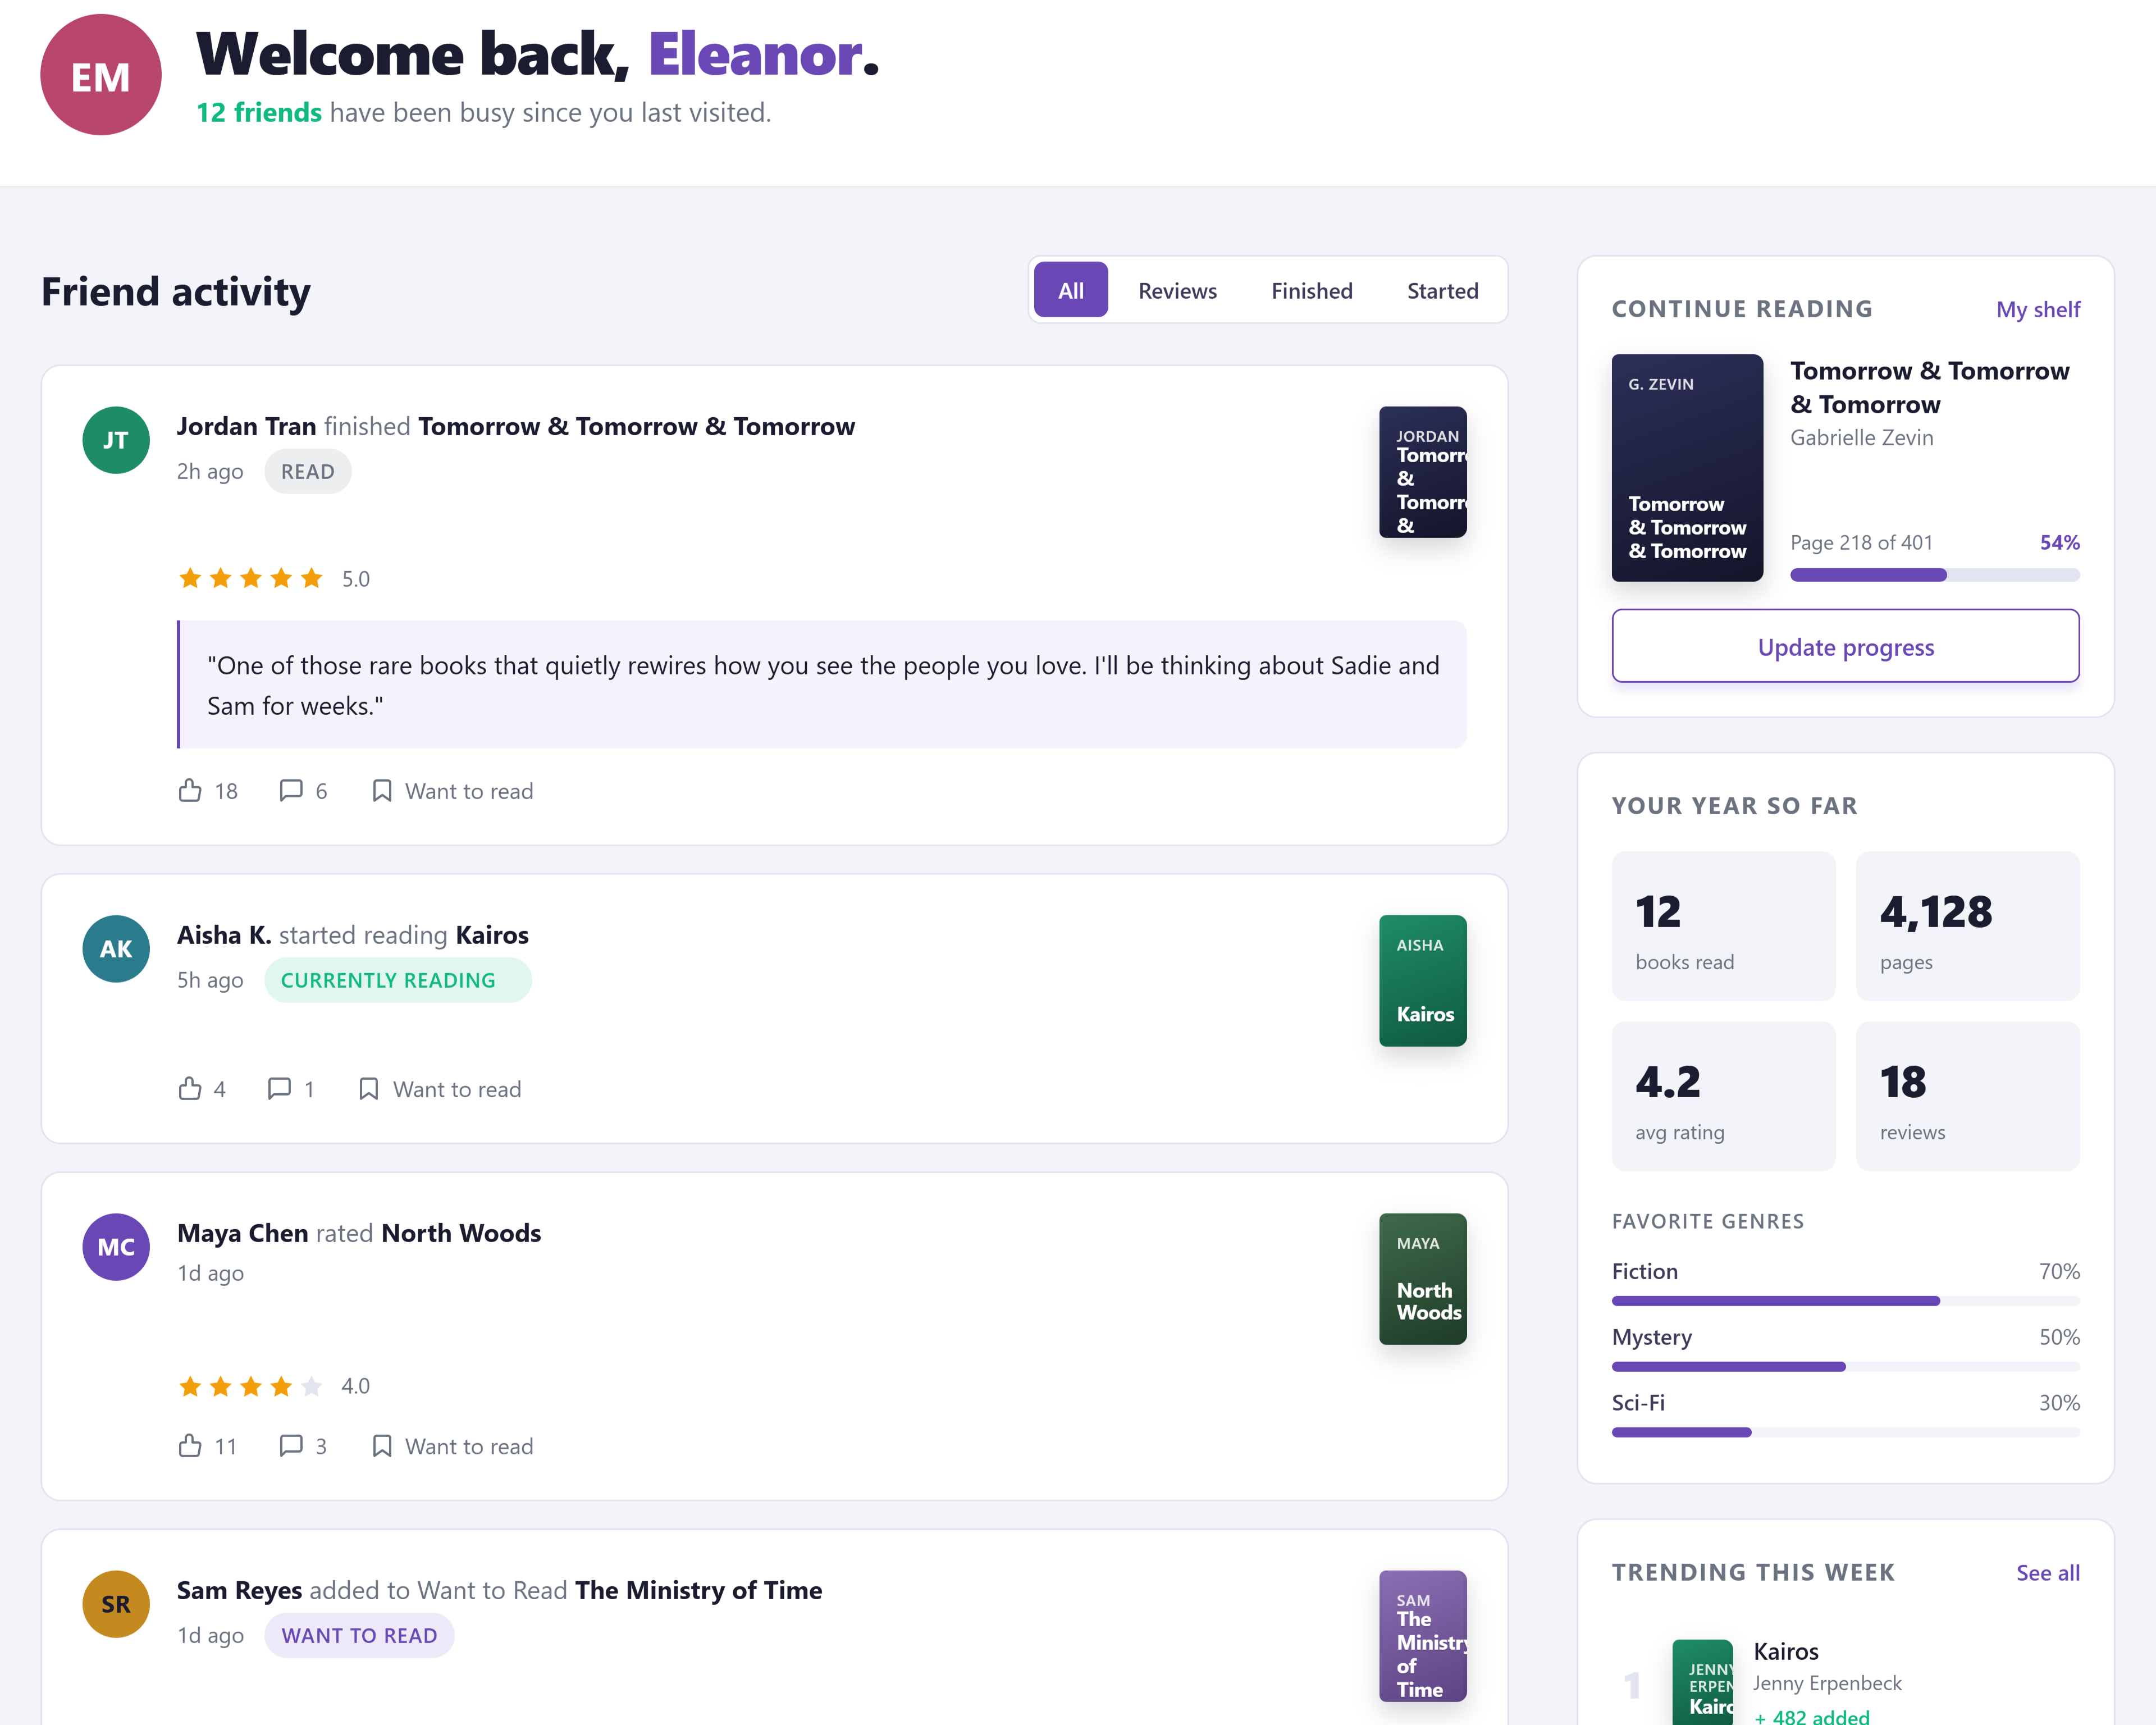 EM
Welcome back, Eleanor.
12 friends have been busy since you last visited.
Friend activity
All
Reviews
Finished
Started
JT
Jordan Tran finished Tomorrow & Tomorrow & Tomorrow
2h ago
READ
JORDAN
&
&
5.0
"One of those rare books that quietly rewires how you see the people you love. I'll be thinking about Sadie and
Sam for weeks."
18
6
Want to read
AK
Aisha K. started reading Kairos
5h ago
CURRENTLY READING
AISHA
Kairos
4
1
Want to read
MC
Maya Chen rated North Woods
1d ago
MAYA
North
Woods
4.0
11
3
Want to read
SR
Sam Reyes added to Want to Read The Ministry of Time
1d ago
WANT TO READ
SAM
The
Ministry
of
Time
CONTINUE READING
My shelf
G. ZEVIN
Tomorrow
& Tomorrow
& Tomorrow
Tomorrow & Tomorrow
& Tomorrow
Gabrielle Zevin
Page 218 of 401
54%
Update progress
YOUR YEAR SO FAR
12
books read
4,128
pages
4.2
avg rating
18
reviews
FAVORITE GENRES
Fiction
70%
Mystery
50%
Sci-Fi
30%
TRENDING THIS WEEK
See all
1
JENNY
Kairos
Jenny Erpenbeck
+ 482 added